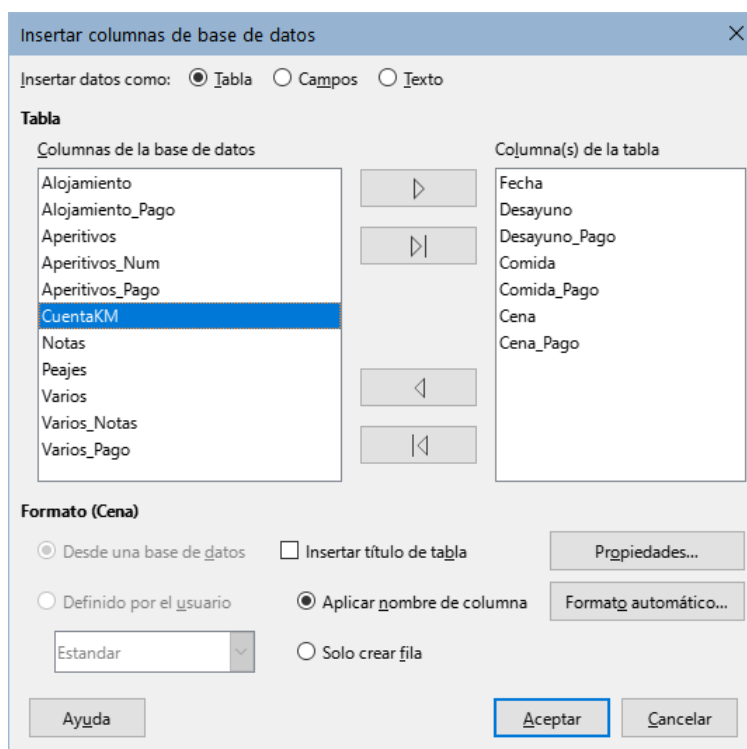 Insertar columnas de base de datos
Insertar datos como: Tabla Campos Texto
Tabla
Columnas de la base de datos
Columna(s) de la tabla
Alojamiento
Alojamiento_Pago
Aperitivos
Aperitivos_Num
Aperitivos_Pago
CuentaKM
Notas
Peajes
Varios
Varios_Notas
Varios_Pago
Fecha
Desayuno
Desayuno_Pago
Comida
Comida_Pago
Cena
Cena_Pago
Formato (Cena)
Desde una base de datos Insertar título de tabla Propiedades...
Definido por el usuario Aplicar nombre de columna Formato automático...
Estandar Solo crear fila
Ayuda Aceptar Cancelar